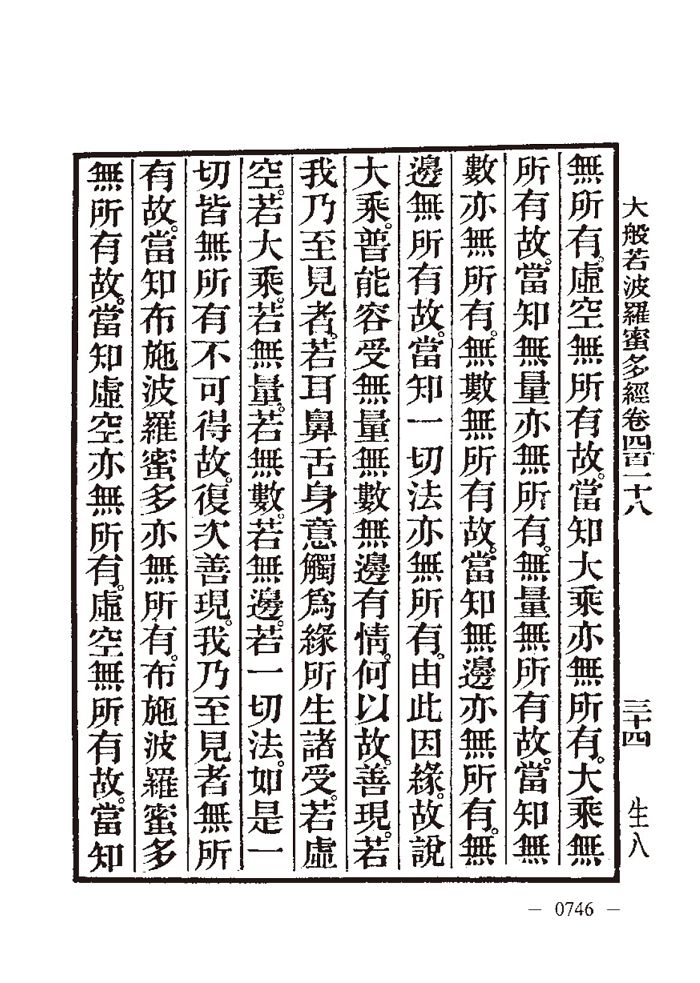 大般若波羅蜜多經卷四百一十八 三十四 生八
無所有。虛空無所有故。當知大乘亦無所有。大乘無
所有故。當知無量亦無所有。無量無所有故。當知無
數亦無所有。無數無所有故。當知無邊亦無所有。無
邊無所有故。當知一切法亦無所有。由此因緣。故說
大乘。普能容受無量無數無邊有情。何以故。善現。若
我乃至見者。若耳鼻舌身意觸爲緣所生諸受。若虛
空。若大乘。若無量。若無數。若無邊。若一切法。如是一
切皆無所有不可得故。復次善現。我乃至見者無所
有故。當知布施波羅蜜多亦無所有。布施波羅蜜多
無所有故。當知虛空亦無所有。虛空無所有故。當知
— 0746 —